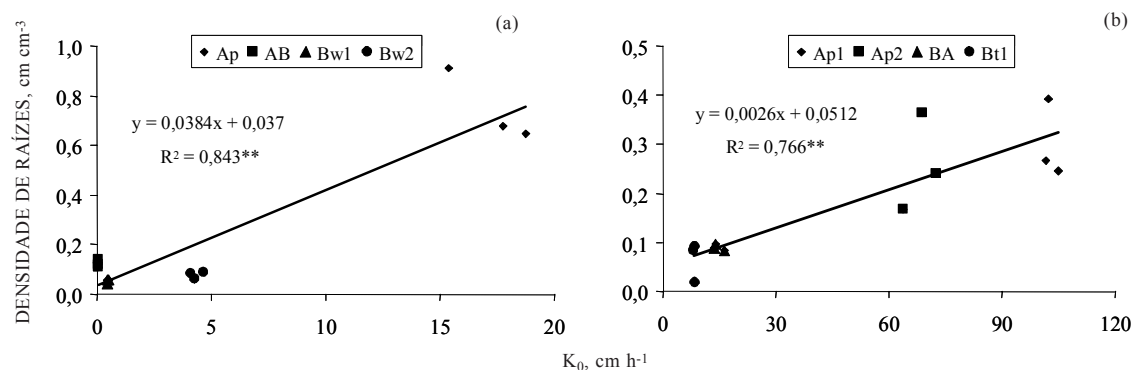 (a)
(b)
DENSIDADE DE RAÍZES, cm cm-3
1,0
0,8
0,6
0,4
0,2
0,0
Ap AB Bw1 Bw2
y = 0,0384x + 0,037
R² = 0,843**
0 5 10 15 20
0,5
0,4
0,3
0,2
0,1
0,0
Ap1 Ap2 BA Bt1
y = 0,0026x + 0,0512
R² = 0,766**
0 30 60 90 120
K₀, cm h-1